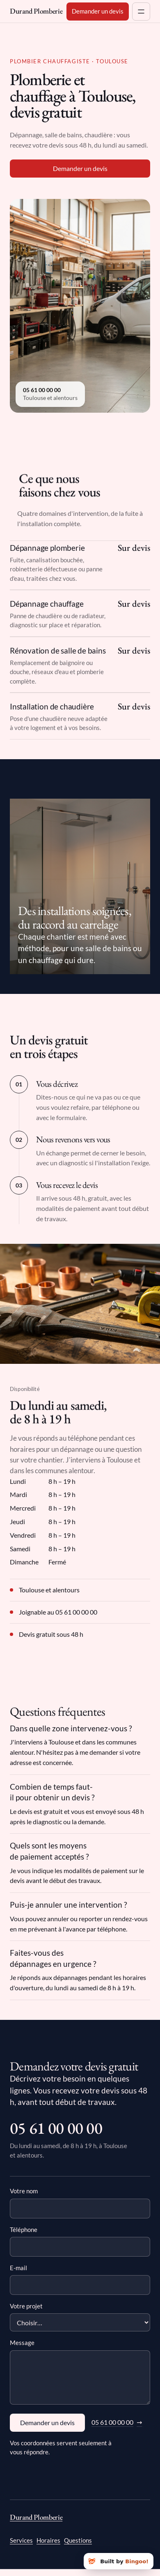 Durand Plomberie
Demander un devis
PLOMBIER CHAUFFAGISTE · TOULOUSE
Plomberie et
chauffage à Toulouse,
devis gratuit
Dépannage, salle de bains, chaudière : vous
recevez votre devis sous 48 h, du lundi au samedi.
Demander un devis
05 61 00 00 00
Toulouse et alentours
Ce que nous
faisons chez vous
Quatre domaines d'intervention, de la fuite à
l'installation complète.
Dépannage plomberie
Sur devis
Fuite, canalisation bouchée,
robinetterie défectueuse ou panne
d'eau, traitées chez vous.
Dépannage chauffage
Sur devis
Panne de chaudière ou de radiateur,
diagnostic sur place et réparation.
Rénovation de salle de bains
Sur devis
Remplacement de baignoire ou
douche, réseaux d'eau et plomberie
complète.
Installation de chaudière
Sur devis
Pose d'une chaudière neuve adaptée
à votre logement et à vos besoins.
Des installations soignées,
du raccord au carrelage
Chaque chantier est mené avec
méthode, pour une salle de bains ou
un chauffage qui dure.
Un devis gratuit
en trois étapes
01
Vous décrivez
Dites-nous ce qui ne va pas ou ce que
vous voulez refaire, par téléphone ou
avec le formulaire.
02
Nous revenons vers vous
Un échange permet de cerner le besoin,
avec un diagnostic si l'installation l'exige.
03
Vous recevez le devis
Il arrive sous 48 h, gratuit, avec les
modalités de paiement avant tout début
de travaux.
Disponibilité
Du lundi au samedi,
de 8 h à 19 h
Je vous réponds au téléphone pendant ces
horaires pour un dépannage ou une question
sur votre chantier. J'interviens à Toulouse et
dans les communes alentour.
Lundi 8 h – 19 h
Mardi 8 h – 19 h
Mercredi 8 h – 19 h
Jeudi 8 h – 19 h
Vendredi 8 h – 19 h
Samedi 8 h – 19 h
Dimanche Fermé
Toulouse et alentours
Joignable au 05 61 00 00 00
Devis gratuit sous 48 h
Questions fréquentes
Dans quelle zone intervenez-vous ?
J'interviens à Toulouse et dans les communes
alentour. N'hésitez pas à me demander si votre
adresse est concernée.
Combien de temps faut-
il pour obtenir un devis ?
Le devis est gratuit et vous est envoyé sous 48 h
après le diagnostic ou la demande.
Quels sont les moyens
de paiement acceptés ?
Je vous indique les modalités de paiement sur le
devis avant le début des travaux.
Puis-je annuler une intervention ?
Vous pouvez annuler ou reporter un rendez-vous
en me prévenant à l'avance par téléphone.
Faites-vous des
dépannages en urgence ?
Je réponds aux dépannages pendant les horaires
d'ouverture, du lundi au samedi de 8 h à 19 h.
Demandez votre devis gratuit
Décrivez votre besoin en quelques
lignes. Vous recevez votre devis sous 48
h, avant tout début de travaux.
05 61 00 00 00
Du lundi au samedi, de 8 h à 19 h, à Toulouse
et alentours.
Votre nom
Téléphone
E-mail
Votre projet
Choisir...
Message
Demander un devis
05 61 00 00 00 →
Vos coordonnées servent seulement à
vous répondre.
Durand Plomberie
Services Horaires Questions
Built by Bingoo!